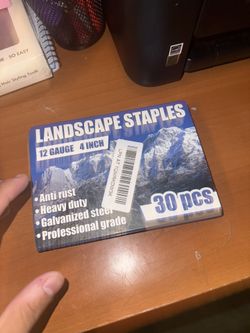 LANDSCAPE STAPLES
12 GAUGE 4 INCH
• Anti rust
• Heavy duty
• Galvanized steel
• Professional grade
30 pcs